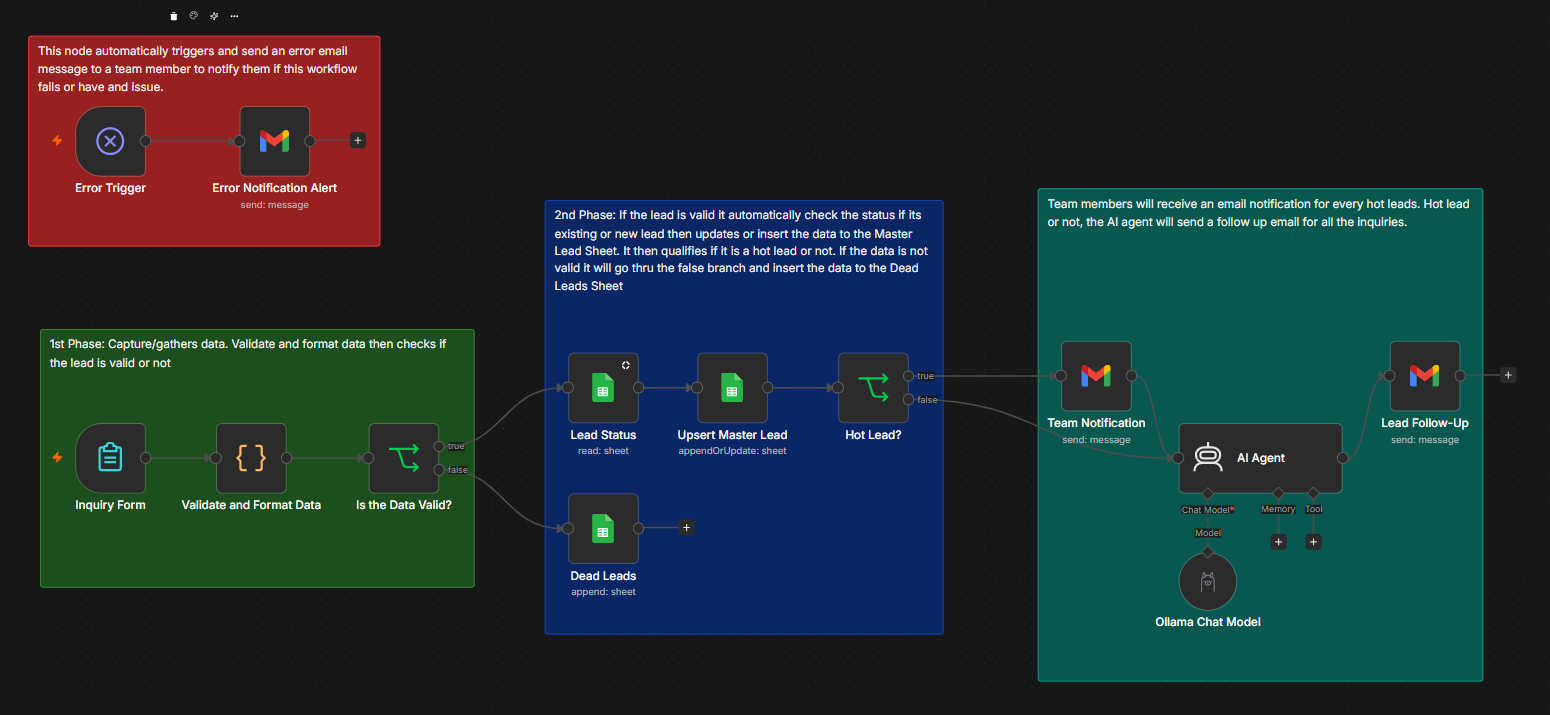 This node automatically triggers and send an error email
message to a team member to notify them if this workflow
fails or have and issue.
Error Trigger
Error Notification Alert
send: message
1st Phase: Capture/gathers data. Validate and format data then checks if
the lead is valid or not
Inquiry Form
Validate and Format Data
true
false
Is the Data Valid?
2nd Phase: If the lead is valid it automatically check the status if its
existing or new lead then updates or insert the data to the Master
Lead Sheet. It then qualifies if it is a hot lead or not. If the data is not
valid it will go thru the false branch and insert the data to the Dead
Leads Sheet
Lead Status
read: sheet
Upsert Master Lead
appendOrUpdate: sheet
true
false
Hot Lead?
Dead Leads
append: sheet
Team members will receive an email notification for every hot leads. Hot lead
or not, the AI agent will send a follow up email for all the inquiries.
Team Notification
send: message
AI Agent
Chat Model*
Memory
Tool
Model
Ollama Chat Model
Lead Follow-Up
send: message